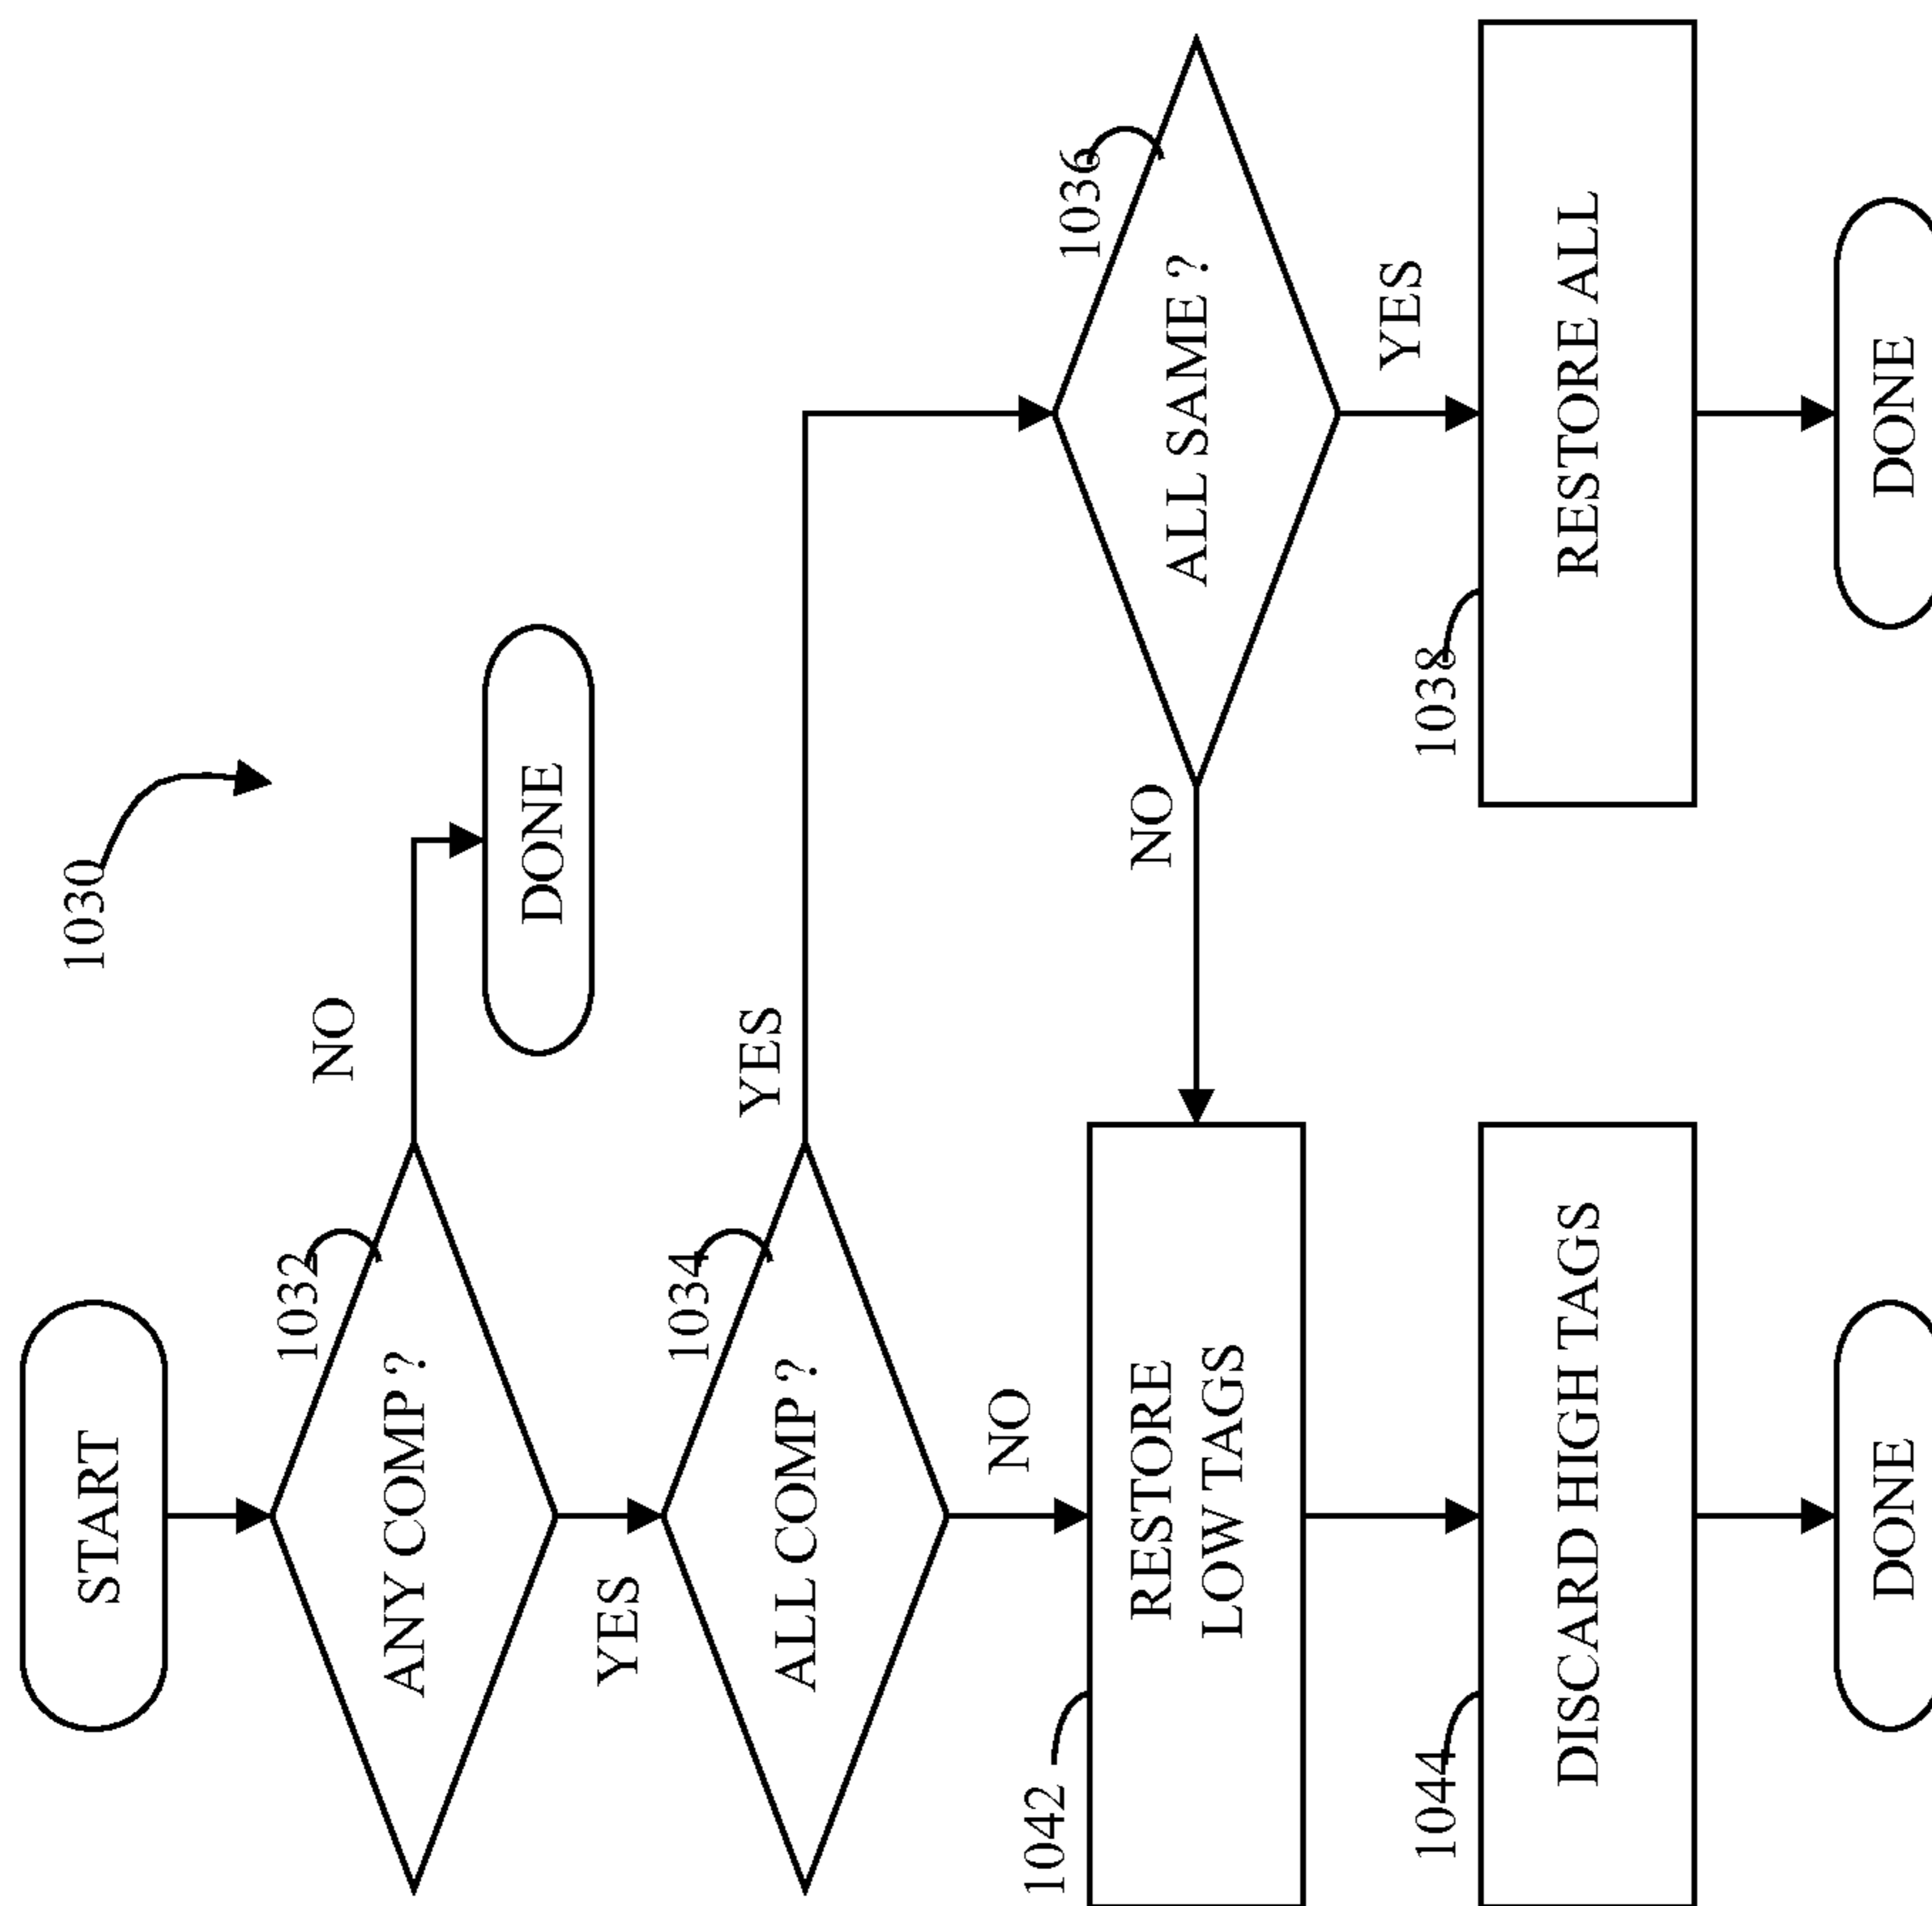 START
1030
1032
ANY COMP ?
NO
DONE
YES
1034
ALL COMP ?
YES
NO
1036
ALL SAME ?
NO
YES
1042
RESTORE
LOW TAGS
1038
RESTORE ALL
1044
DISCARD HIGH TAGS
DONE
DONE